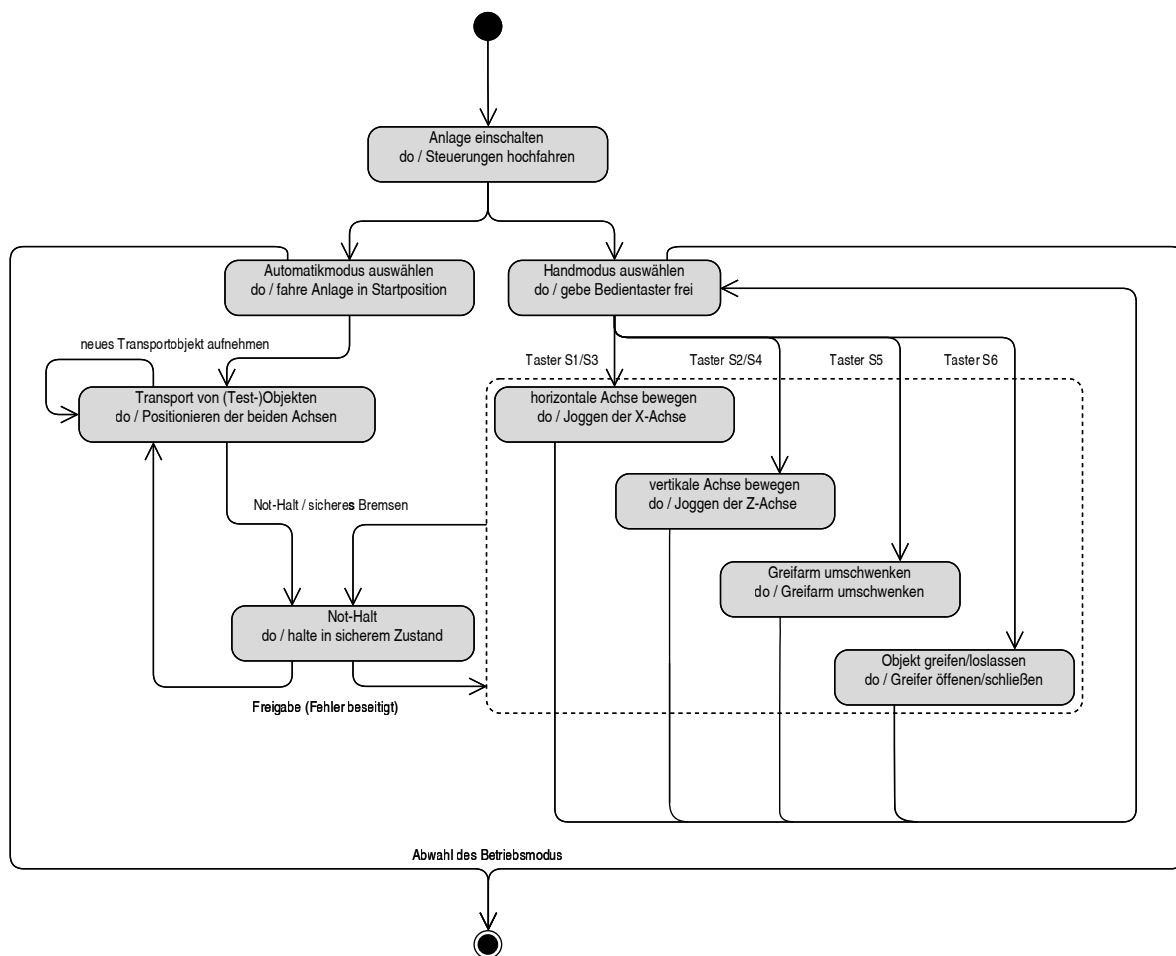 Anlage einschalten
do / Steuerungen hochfahren
Automatikmodus auswählen
do / fahre Anlage in Startposition
Handmodus auswählen
do / gebe Bedientaster frei
neues Transportobjekt aufnehmen
Taster S1/S3
Taster S2/S4
Taster S5
Taster S6
Transport von (Test-)Objekten
do / Positionieren der beiden Achsen
horizontale Achse bewegen
do / Joggen der X-Achse
vertikale Achse bewegen
do / Joggen der Z-Achse
Not-Halt / sicheres Bremsen
Greifarm umschwenken
do / Greifarm umschwenken
Not-Halt
do / halte in sicherem Zustand
Objekt greifen/loslassen
do / Greifer öffenen/schließen
Freigabe (Fehler beseitigt)
Abwahl des Betriebsmodus